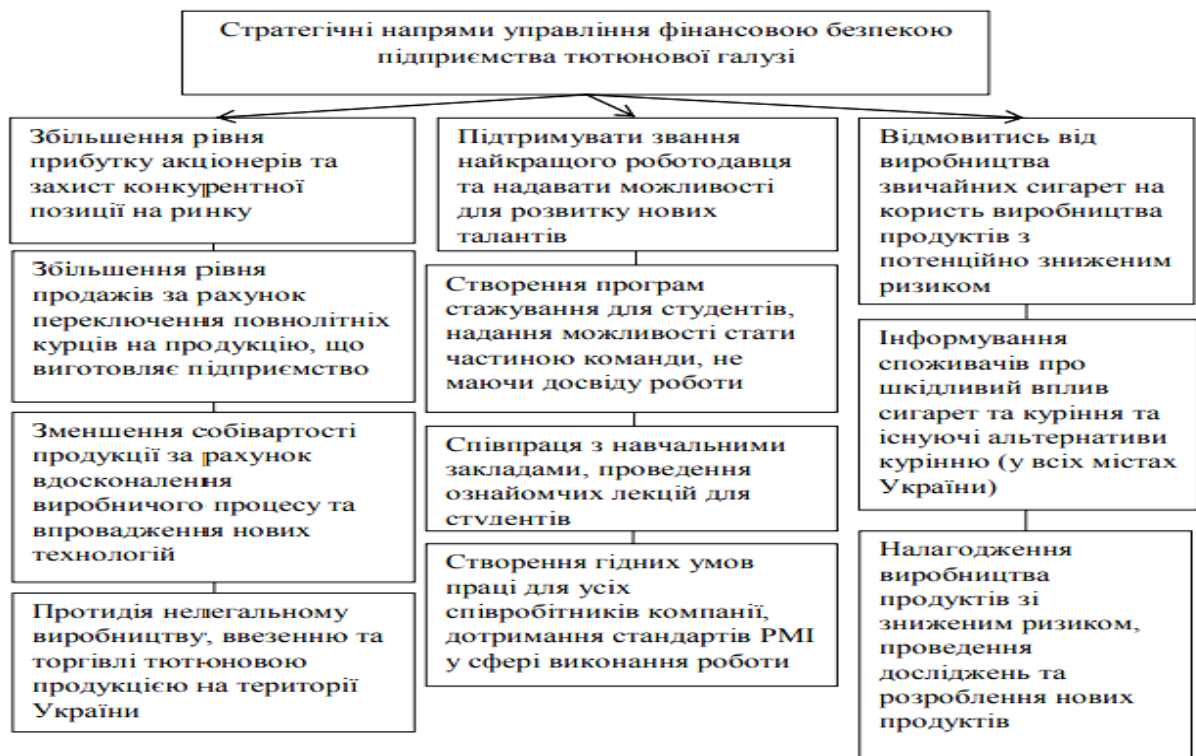 Стратегічні напрями управління фінансовою безпекою
підприємства тютюнової галузі
Збільшення рівня
прибутку акціонерів та
захист конкурентної
позиції на ринку
Збільшення рівня
продажів за рахунок
переключення повнолітніх
курців на продукцію, що
виготовляє підприємство
Зменшення собівартості
продукції за рахунок
вдосконалення
виробничого процесу та
впровадження нових
технологій
Протидія нелегальному
виробництву, ввезенню та
торгівлі тютюновою
продукцією на території
України
Підтримувати звання
найкращого роботодавця
та надавати можливості
для розвитку нових
талантів
Створення програм
стажування для студентів,
надання можливості стати
частиною команди, не
маючи досвіду роботи
Співпраця з навчальними
закладами, проведення
ознайомчих лекцій для
студентів
Створення гідних умов
праці для усіх
співробітників компанії,
дотримання стандартів РМІ
у сфері виконання роботи
Відмовитись від
виробництва
звичайних сигарет на
користь виробництва
продуктів з
потенційно зниженим
ризиком
Інформування
споживачів про
шкідливий вплив
сигарет та куріння та
існуючі альтернативи
курінню (у всіх містах
України)
Налагодження
виробництва
продуктів зі
зниженим ризиком,
проведення
досліджень та
розроблення нових
продуктів